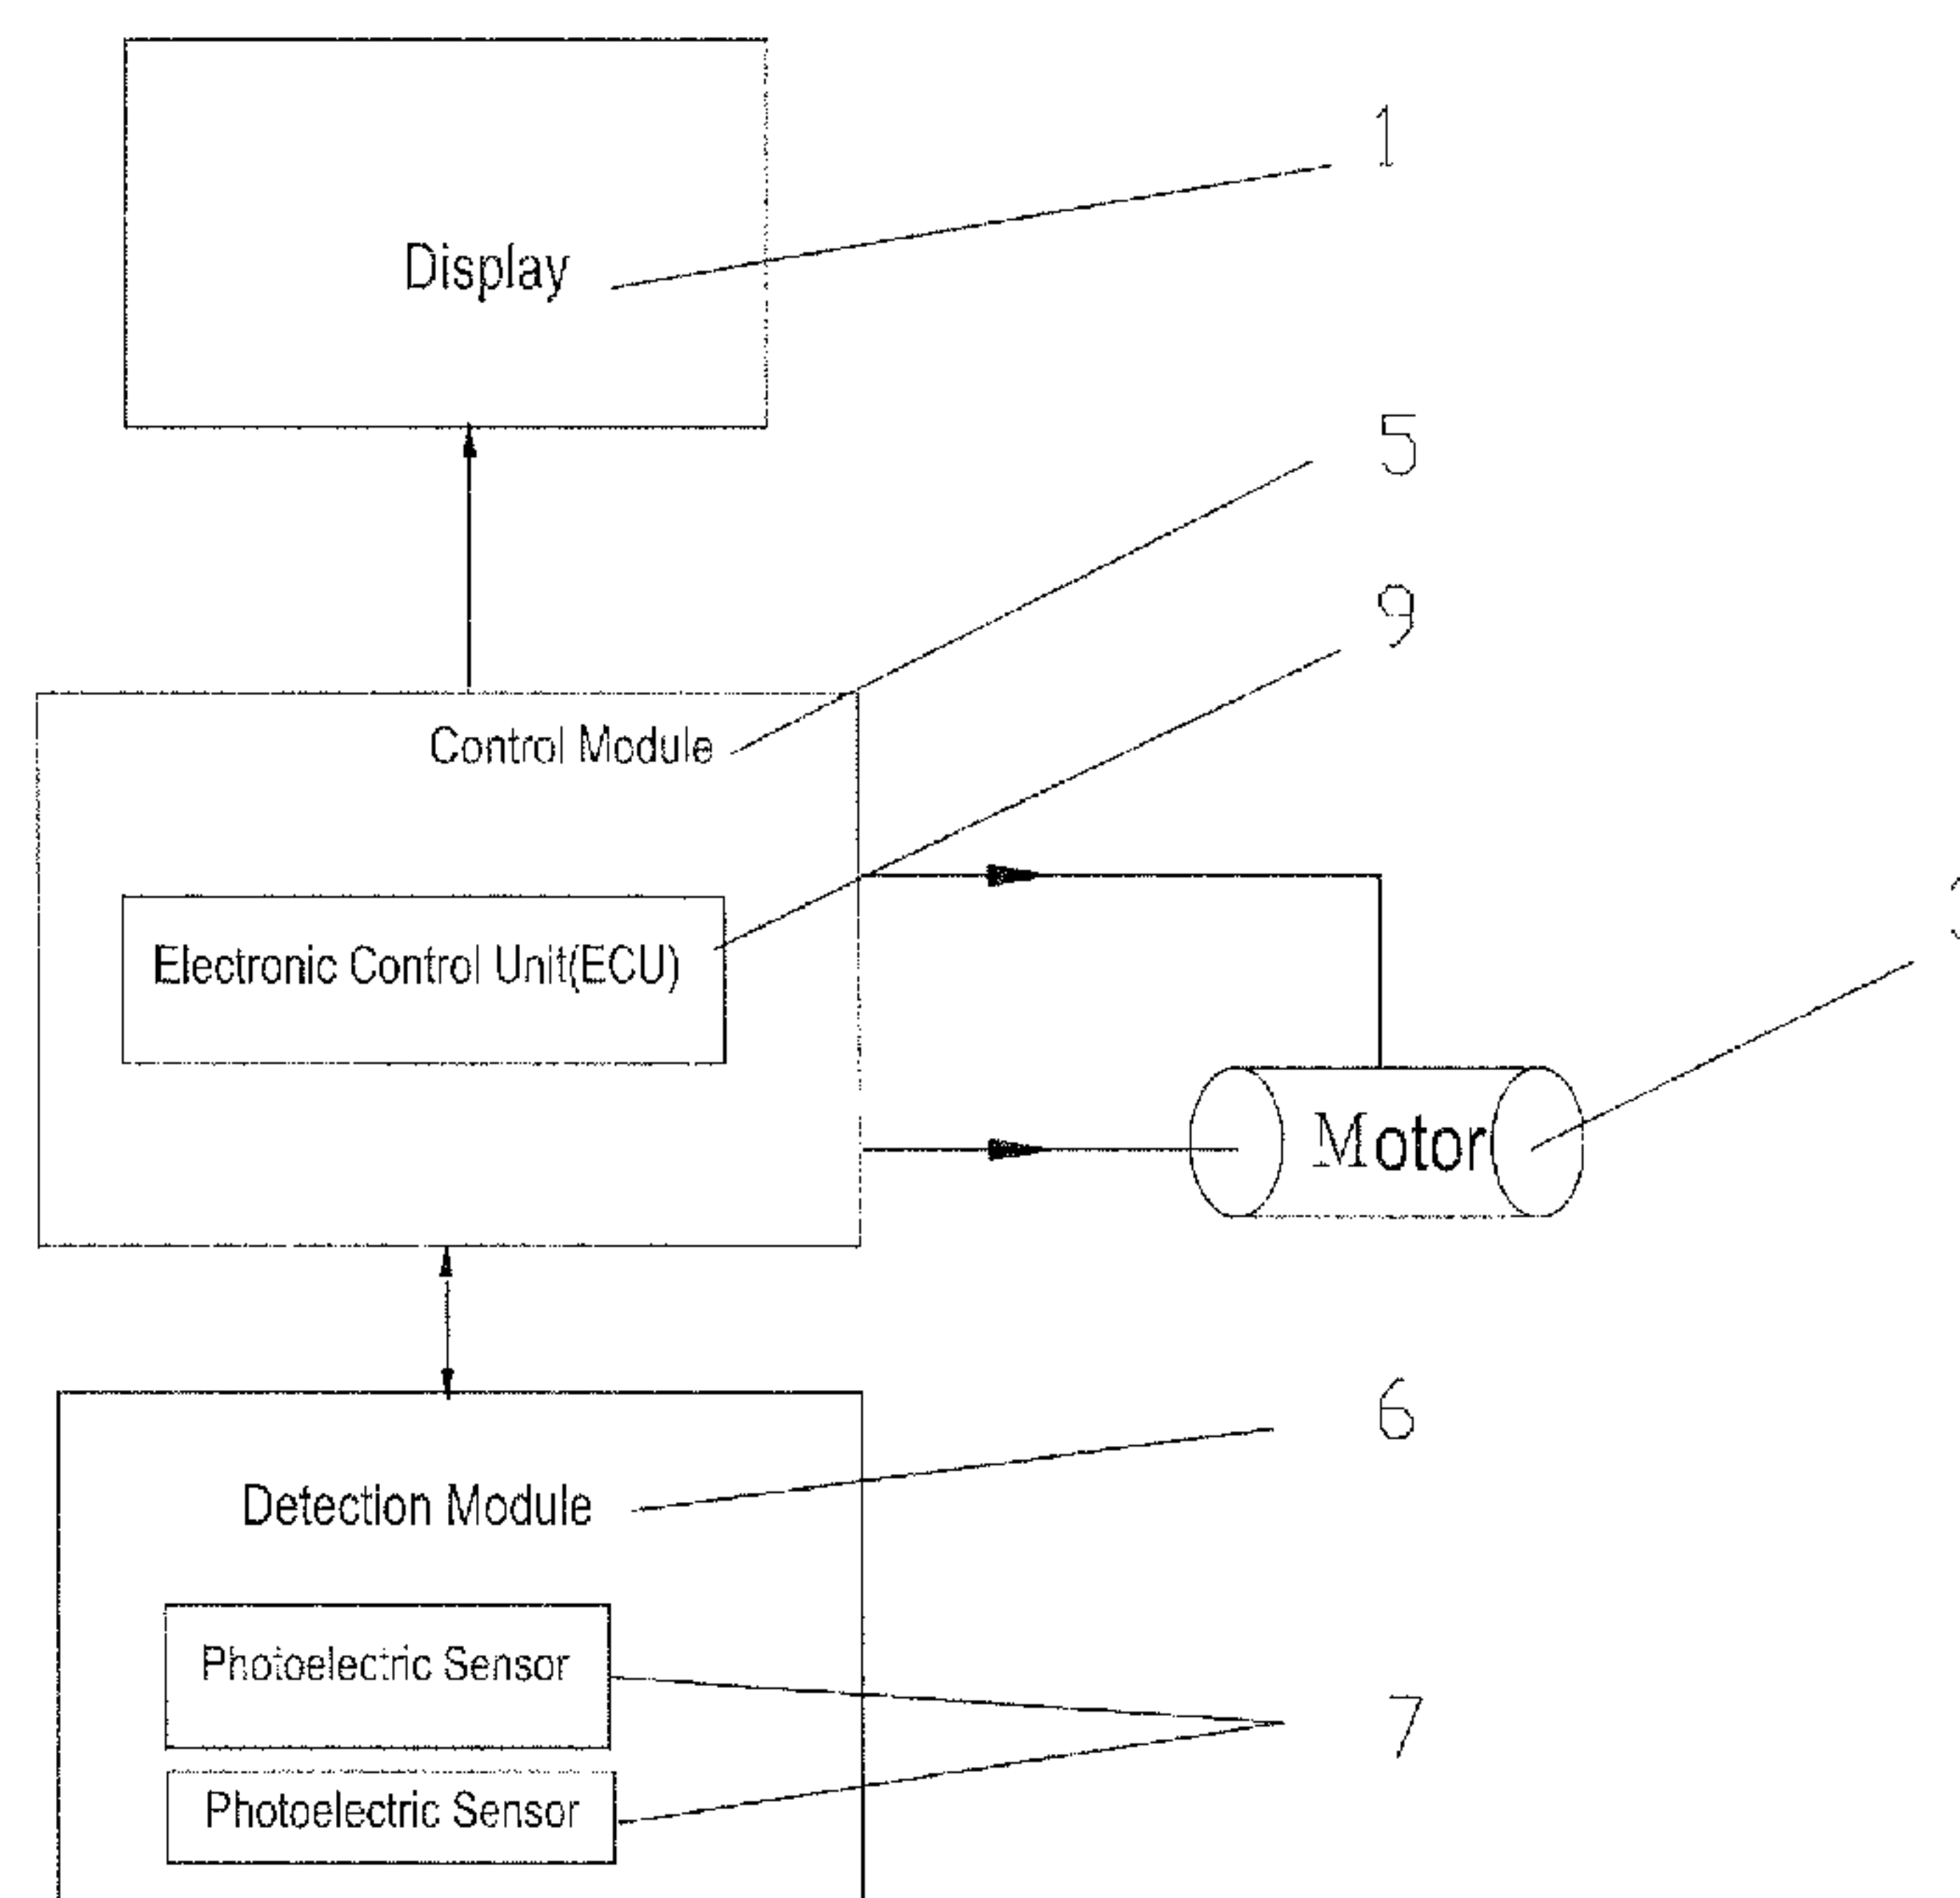 1
Display
5
9
Control Module
Electronic Control Unit(ECU)
Motor
6
Detection Module
Photoelectric Sensor
7
Photoelectric Sensor